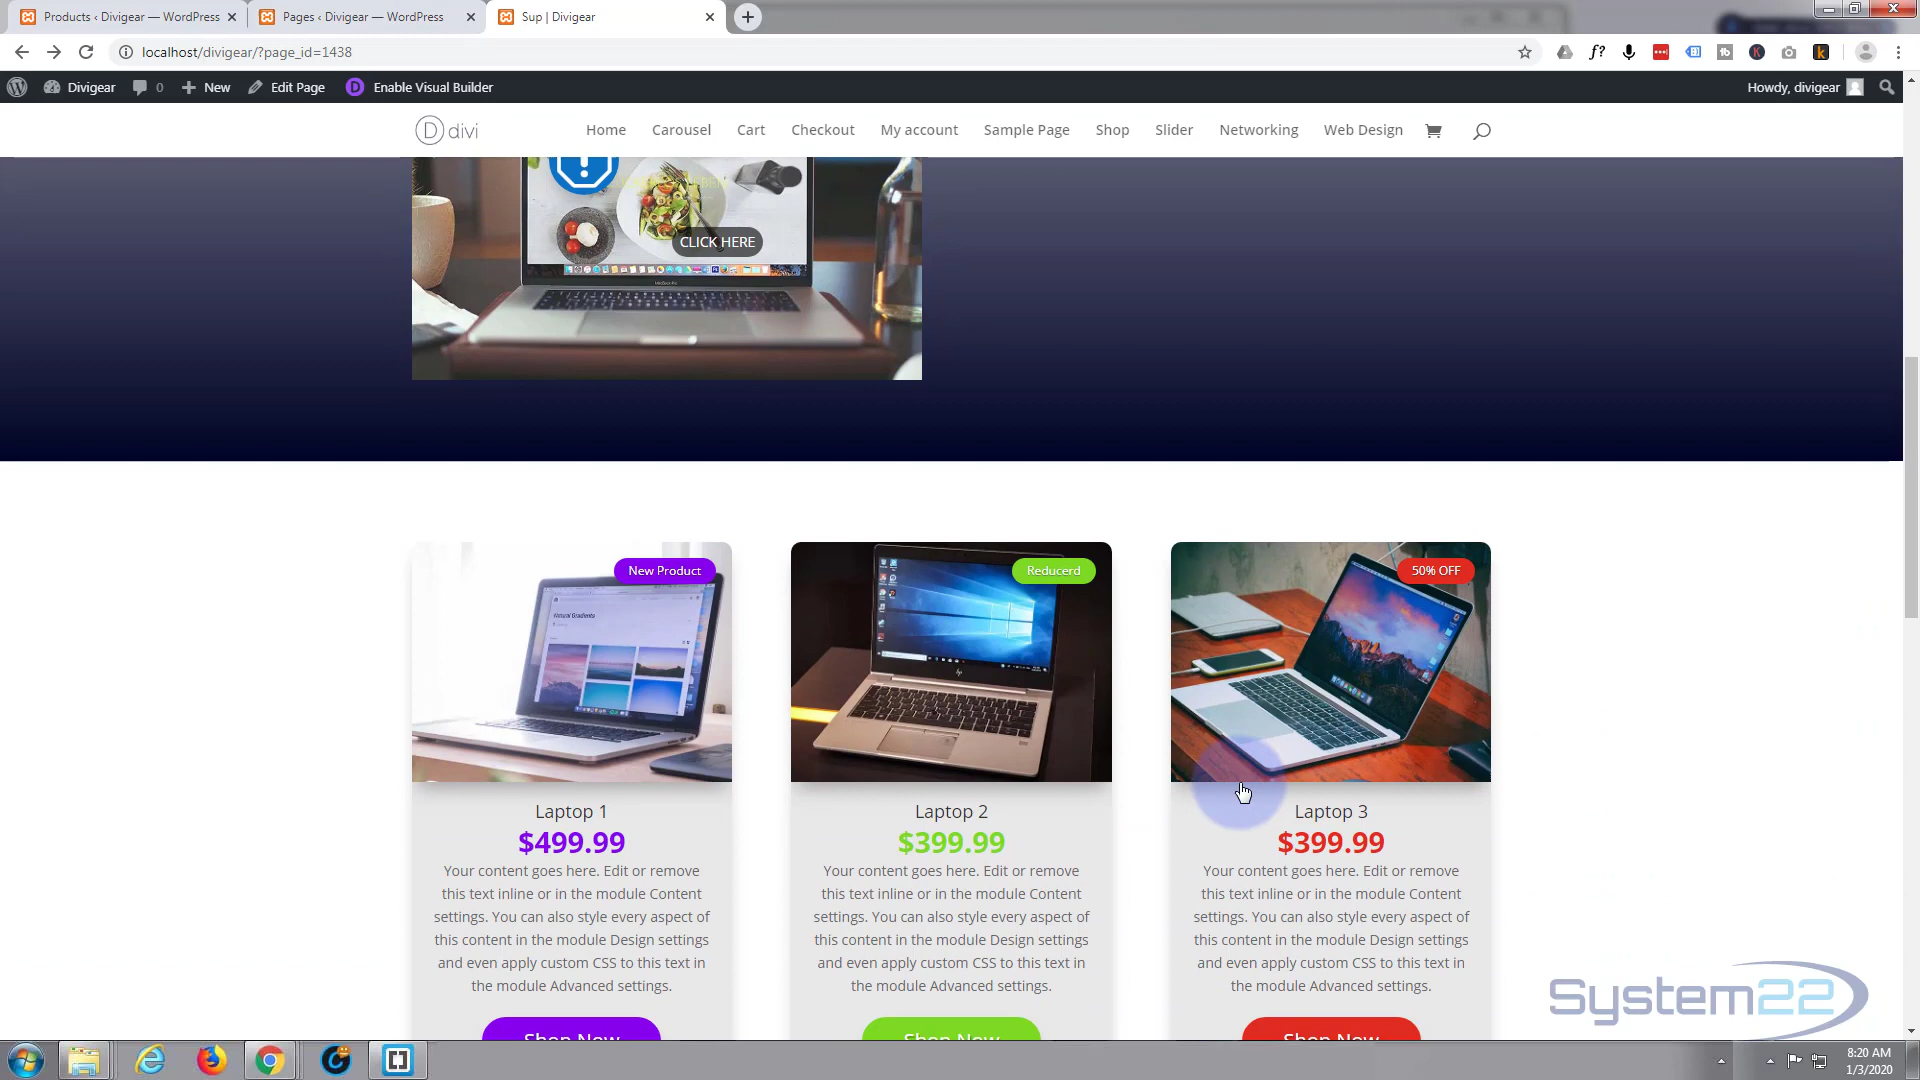 Products ‹ Divigear — WordPress
Pages ‹ Divigear — WordPress
Sup | Divigear
localhost/divigear/?page_id=1438
Divigear
0
New
Edit Page
Enable Visual Builder
Howdy, divigear
D divi
Home
Carousel
Cart
Checkout
My account
Sample Page
Shop
Slider
Networking
Web Design
CLICK HERE
New Product
Reducerd
50% OFF
Natural Gradients
Laptop 1
$499.99
Your content goes here. Edit or remove
this text inline or in the module Content
settings. You can also style every aspect of
this content in the module Design settings
and even apply custom CSS to this text in
the module Advanced settings.
Shop Now
Laptop 2
$399.99
Your content goes here. Edit or remove
this text inline or in the module Content
settings. You can also style every aspect of
this content in the module Design settings
and even apply custom CSS to this text in
the module Advanced settings.
Shop Now
Laptop 3
$399.99
Your content goes here. Edit or remove
this text inline or in the module Content
settings. You can also style every aspect of
this content in the module Design settings
and even apply custom CSS to this text in
the module Advanced settings.
Shop Now
System22
8:20 AM
1/3/2020